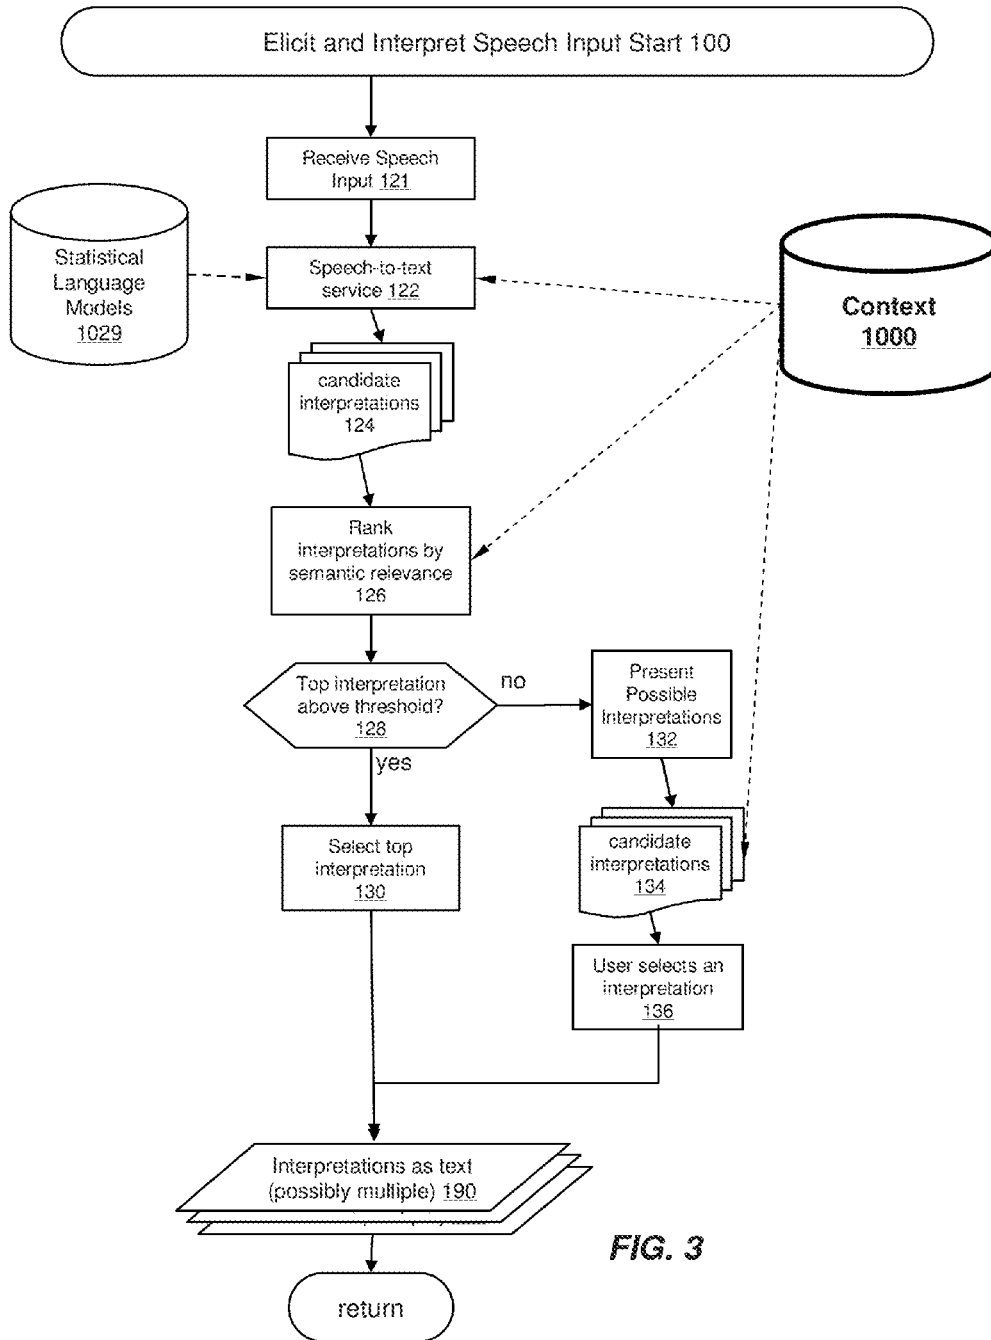 Elicit and Interpret Speech Input Start 100
Receive Speech
Input 121
Statistical
Language
Models
1029
Speech-to-text
service 122
Context
1000
candidate
interpretations
124
Rank
interpretations by
semantic relevance
126
Top interpretation
above threshold?
128
no
yes
Present
Possible
Interpretations
132
Select top
interpretation
130
candidate
interpretations
134
User selects an
interpretation
136
Interpretations as text
(possibly multiple) 190
FIG. 3
return